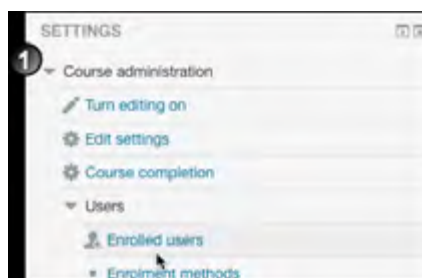 SETTINGS
1
Course administration
Turn editing on
Edit settings
Course completion
Users
Enrolled users
Enrolment methods